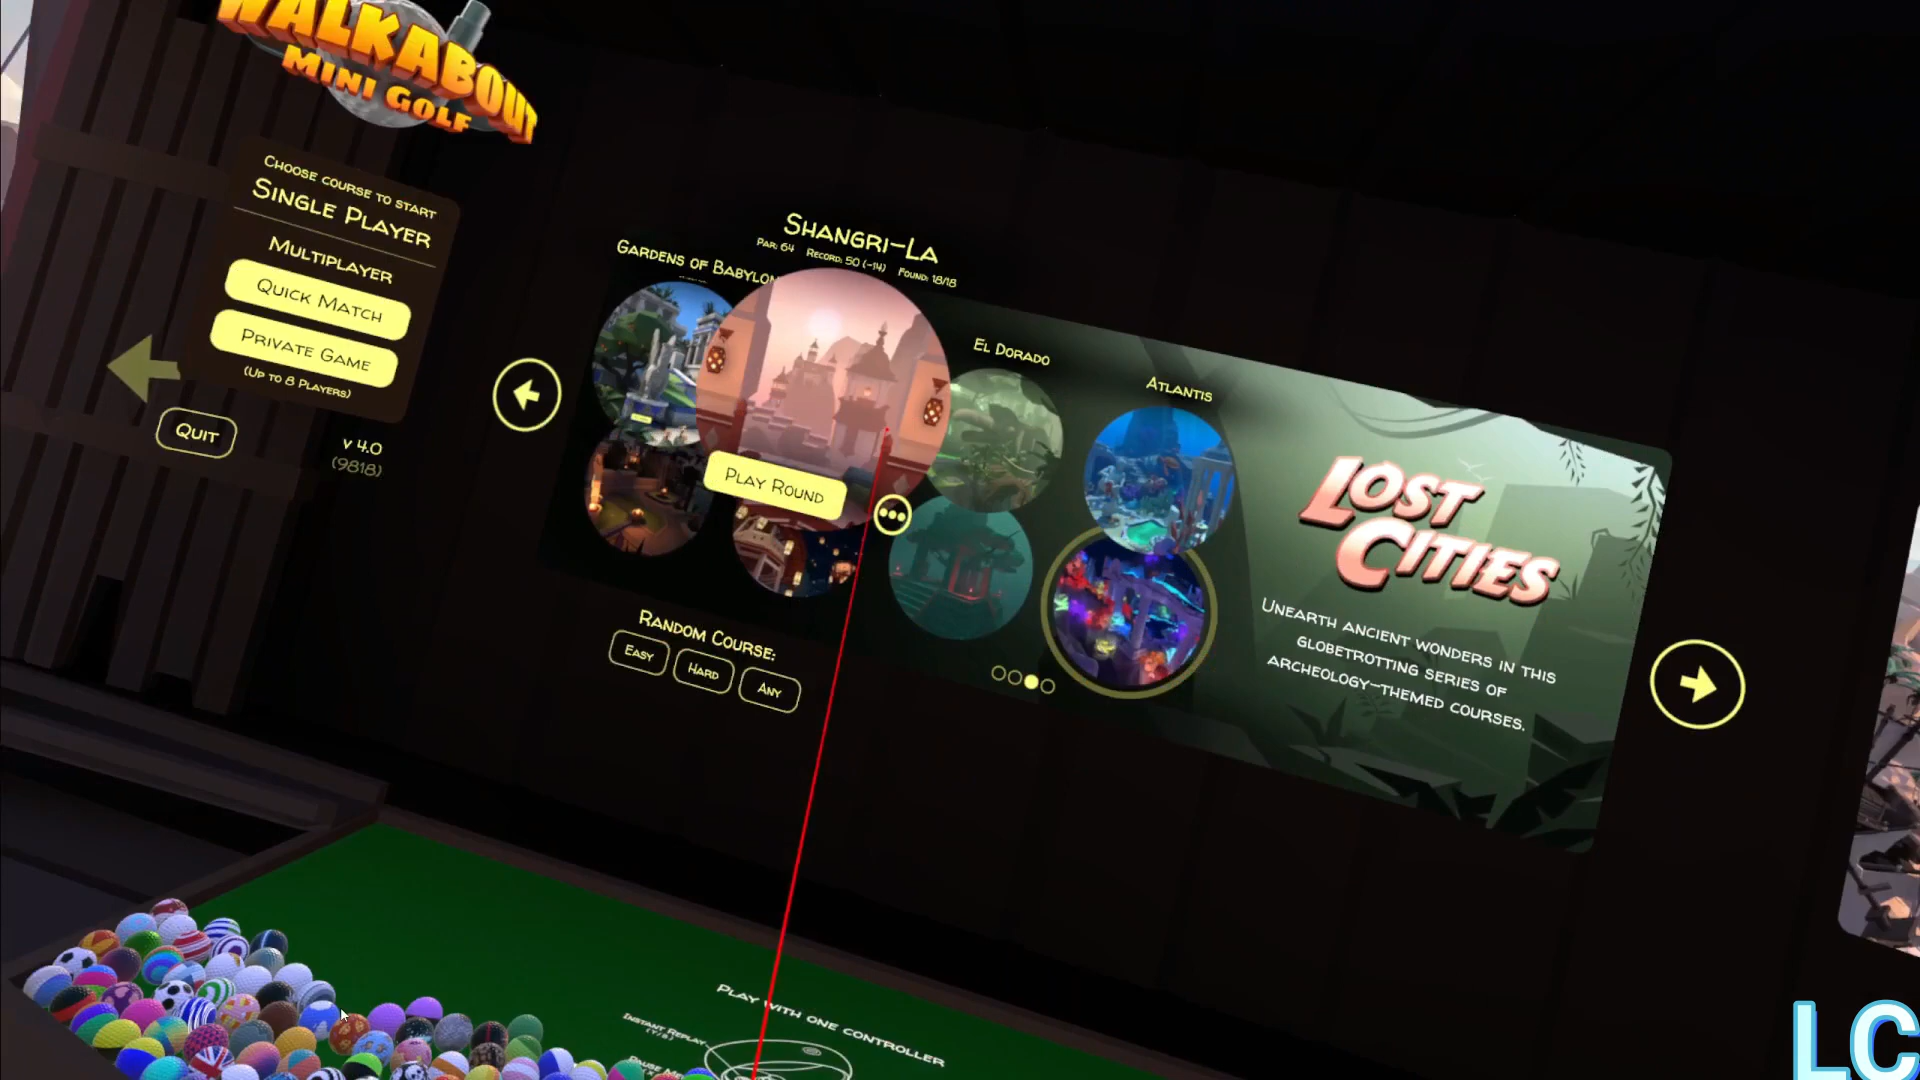 WALKABOUT
MINI GOLF
CHOOSE COURSE TO START
SINGLE PLAYER
MULTIPLAYER
QUICK MATCH
PRIVATE GAME
(UP TO 8 PLAYERS)
QUIT
v 4.0
(9818)
SHANGRI-LA
PAR: 64 RECORD: 50 (-14) FOUND: 18/18
GARDENS OF BABYLON
EL DORADO
ATLANTIS
PLAY ROUND
RANDOM COURSE:
EASY
HARD
ANY
LOST
CITIES
UNEARTH ANCIENT WONDERS IN THIS
GLOBETROTTING SERIES OF
ARCHEOLOGY-THEMED COURSES.
PLAY WITH ONE CONTROLLER
INSTANT REPLAY
(Y/B)
PAUSE
LC